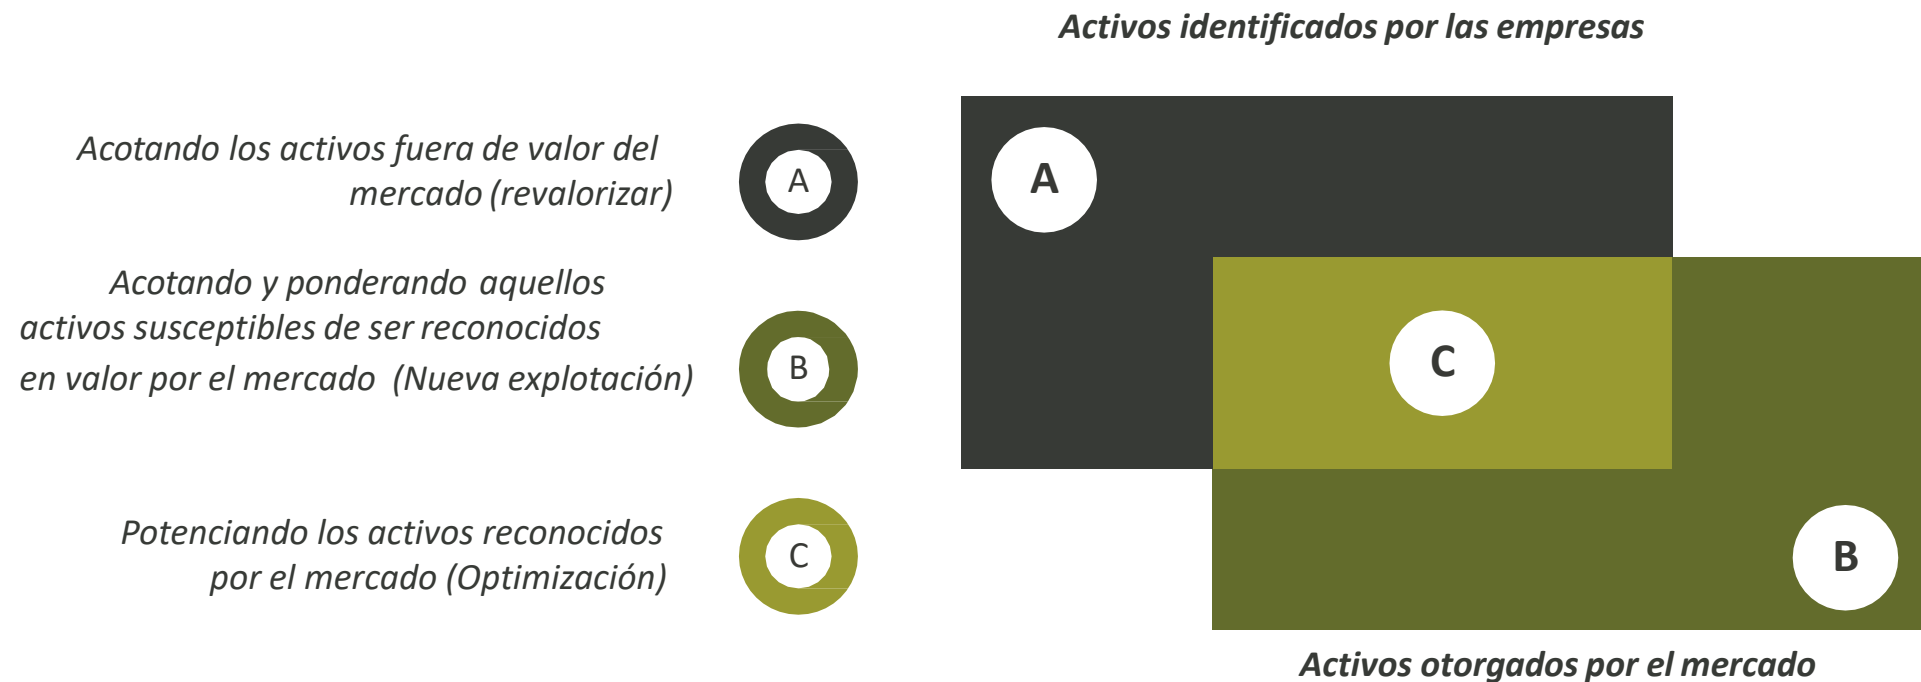 Activos identificados por las empresas
Acotando los activos fuera de valor del
mercado (revalorizar)
A
A
Acotando y ponderando aquellos
activos susceptibles de ser reconocidos
en valor por el mercado (Nueva explotación)
B
C
Potenciando los activos reconocidos
por el mercado (Optimización)
C
B
Activos otorgados por el mercado